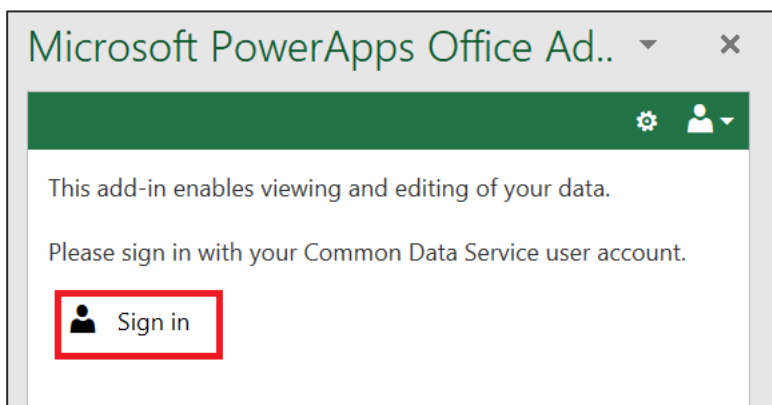 Microsoft PowerApps Office Ad..
This add-in enables viewing and editing of your data.
Please sign in with your Common Data Service user account.
Sign in